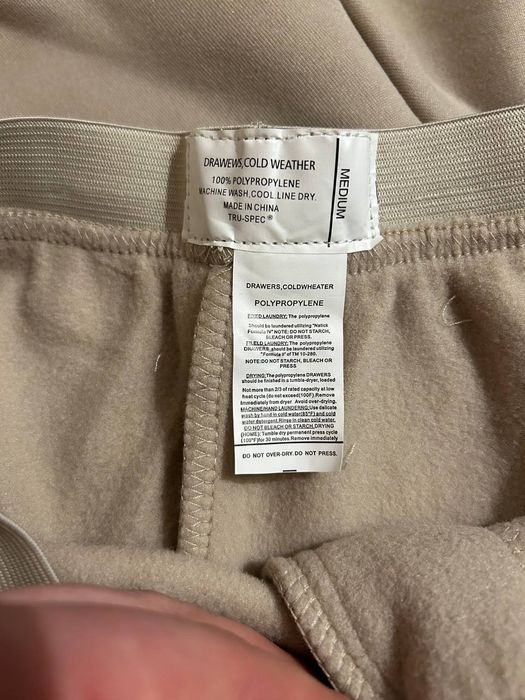 DRAWEWS,COLD WEATHER
100% POLYPROPYLENE
MACHINE WASH,COOL.LINE DRY.
MADE IN CHINA
TRU-SPEC®
MEDIUM
DRAWERS,COLDWHEATER
POLYPROPYLENE
FIXED LAUNDRY: The polypropylene
Should be laundered utilizing "Natick
Formula IV" NOTE: DO NOT STARCH,
BLEACH OR PRESS.
FILELD LAUNDRY: The polypropylene
DRAWERS, should be laundered utilizing
"Formula II" of TM 10-280.
NOTE:DO NOT STARCH, BLEACH OR
PRESS
DRYING:The polypropylene DRAWERS
should be finished in a tumble-dryer, loaded
Not more than 2/3 of rated capacity at low
heat cycle (do not exceed(100F).Remove
Immediately from dryer Avoid over-drying.
MACHINE/HAND LAUNDERING:Use delicate
wash by hand in cold water(85°F) and cold
water detergent.Rinse in clean cold water.
DO NOT BLEACH OR STARCH.DRYING
(HOME): Tumble dry permanent press cycle
(100°f)for 30 minutes.Remove immediately
DO NOT OVER-DRY. DO NOT PRESS.